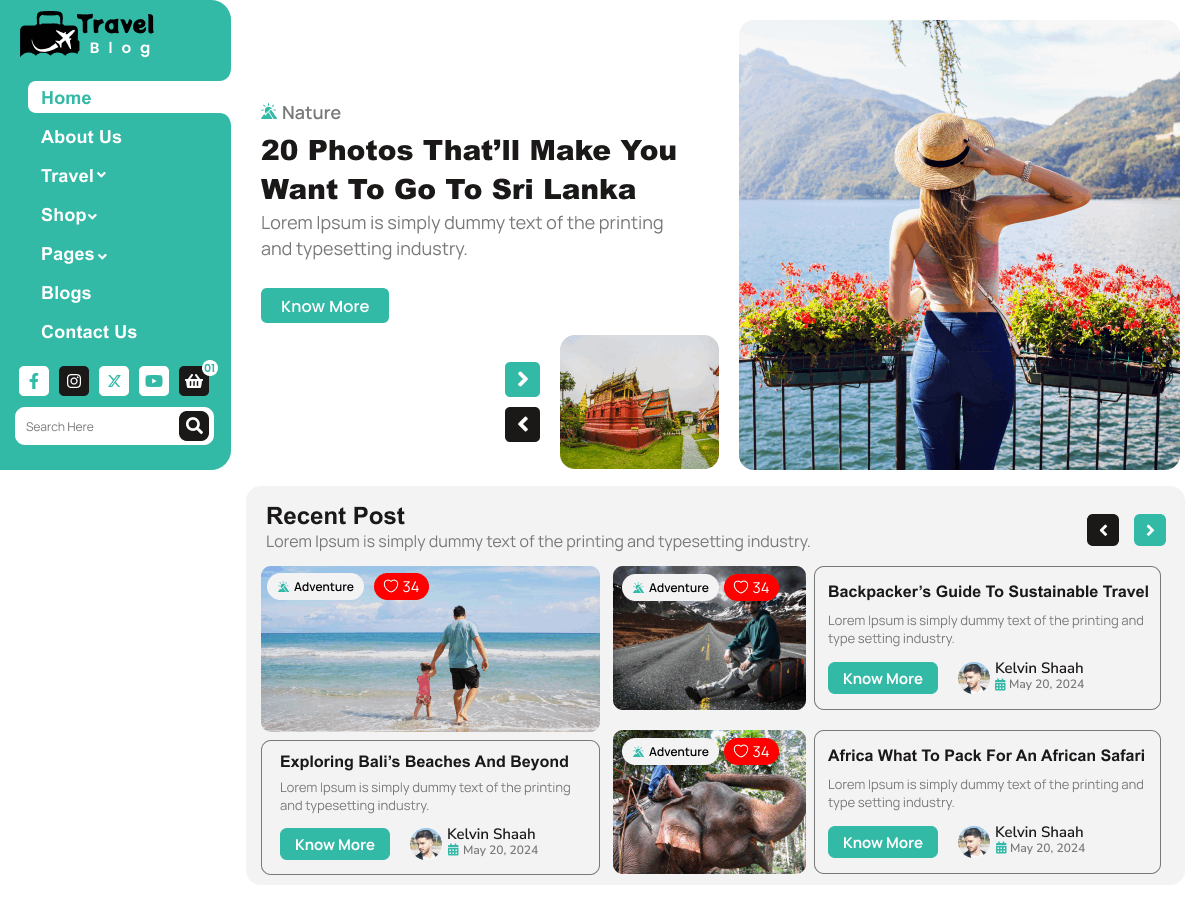 Travel
Blog
Home
About Us
Travel
Shop
Pages
Blogs
Contact Us
01
Search Here
Nature
20 Photos That’ll Make You
Want To Go To Sri Lanka
Lorem Ipsum is simply dummy text of the printing
and typesetting industry.
Know More
Recent Post
Lorem Ipsum is simply dummy text of the printing and typesetting industry.
Adventure 34
Exploring Bali’s Beaches And Beyond
Lorem Ipsum is simply dummy text of the printing
and typesetting industry.
Know More
Kelvin Shaah
May 20, 2024
Adventure 34
Backpacker’s Guide To Sustainable Travel
Lorem Ipsum is simply dummy text of the printing and
type setting industry.
Know More
Kelvin Shaah
May 20, 2024
Adventure 34
Africa What To Pack For An African Safari
Lorem Ipsum is simply dummy text of the printing and
type setting industry.
Know More
Kelvin Shaah
May 20, 2024